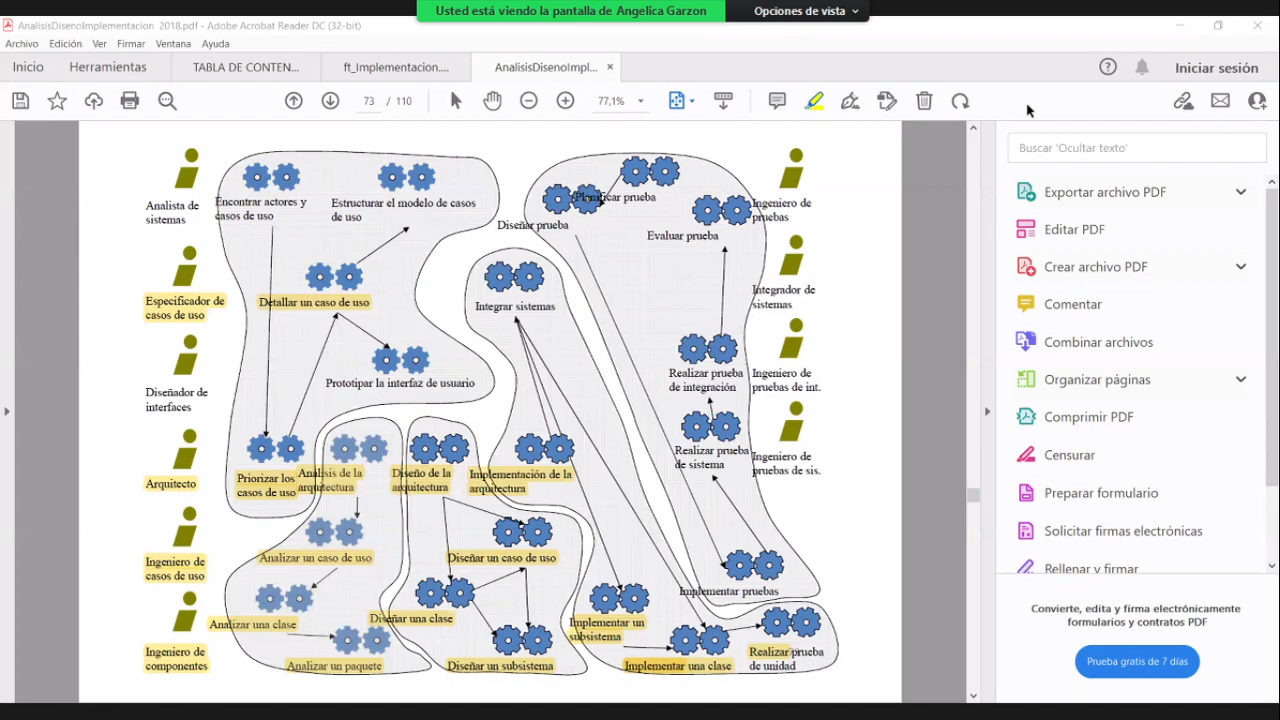 Usted está viendo la pantalla de Angelica Garzon
Opciones de vista
AnalisisDisenoImplementacion 2018.pdf - Adobe Acrobat Reader DC (32-bit)
Archivo Edición Ver Firmar Ventana Ayuda
Inicio Herramientas TABLA DE CONTEN... ft_Implementacion.... AnalisisDisenoImpl... × Iniciar sesión
73 / 110 77,1%
Analista de
sistemas
Encontrar actores y
casos de uso
Estructurar el modelo de casos
de uso
Planificar prueba
Diseñar prueba
Evaluar prueba
Ingeniero de
pruebas
Especificador de
casos de uso
Detallar un caso de uso
Integrar sistemas
Integrador de
sistemas
Diseñador de
interfaces
Prototipar la interfaz de usuario
Realizar prueba
de integración
Ingeniero de
pruebas de int.
Arquitecto
Priorizar los
casos de uso
Análisis de la
arquitectura
Diseño de la
arquitectura
Implementación de la
arquitectura
Realizar prueba
de sistema
Ingeniero de
pruebas de sis.
Ingeniero de
casos de uso
Analizar un caso de uso
Diseñar un caso de uso
Implementar pruebas
Ingeniero de
componentes
Analizar una clase
Diseñar una clase
Implementar un
subsistema
Analizar un paquete
Diseñar un subsistema
Implementar una clase
Realizar prueba
de unidad
Buscar 'Ocultar texto'
Exportar archivo PDF
Editar PDF
Crear archivo PDF
Comentar
Combinar archivos
Organizar páginas
Comprimir PDF
Censurar
Preparar formulario
Solicitar firmas electrónicas
Rellenar y firmar
Convierte, edita y firma electrónicamente
formularios y contratos PDF
Prueba gratis de 7 días